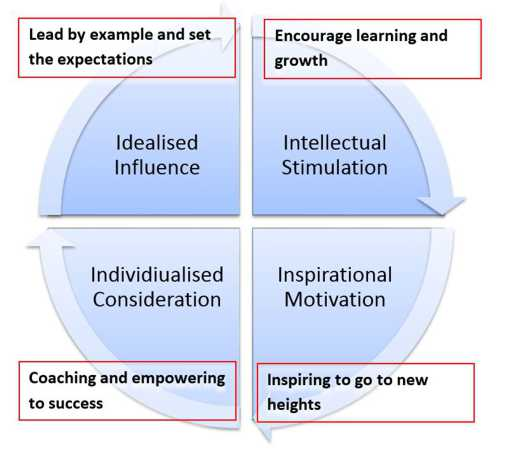 Lead by example and set
the expectations
Encourage learning and
growth
Idealised
Influence
Intellectual
Stimulation
Individiualised
Consideration
Inspirational
Motivation
Coaching and empowering
to success
Inspiring to go to new
heights